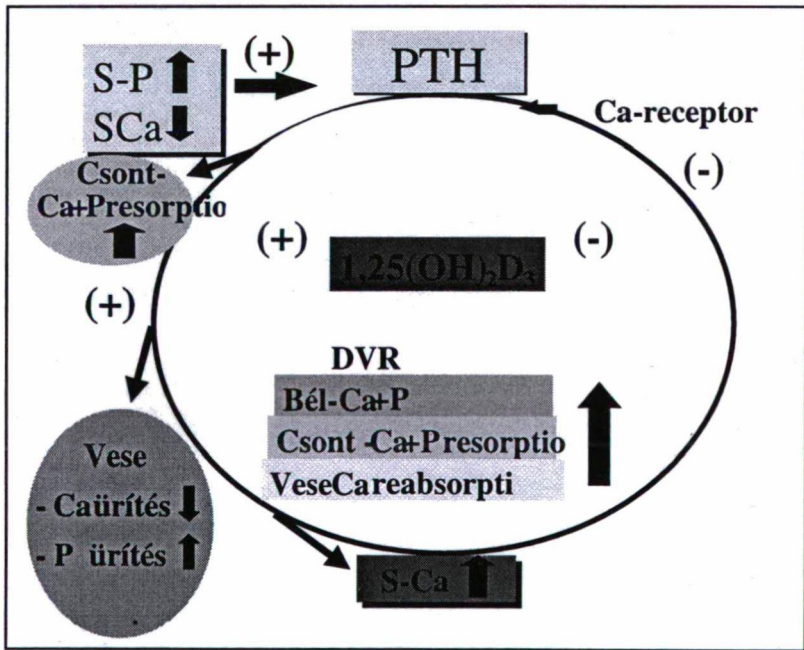 S-P
SCa
(+)
PTH
Ca-receptor
(-)
Csont-
Ca+Presorptio
(+)
(-)
1,25(OH)₂D₃
(+)
DVR
Bél-Ca+P
Csont -Ca+Presorptio
VeseCareabsorpti
Vese
- Caürítés
- P ürítés
S-Ca